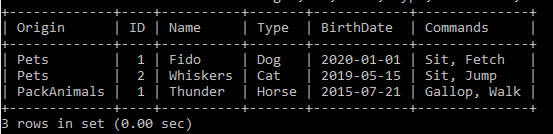 Origin | ID | Name | Type | BirthDate | Commands
Pets | 1 | Fido | Dog | 2020-01-01 | Sit, Fetch
Pets | 2 | Whiskers | Cat | 2019-05-15 | Sit, Jump
PackAnimals | 1 | Thunder | Horse | 2015-07-21 | Gallop, Walk
3 rows in set (0.00 sec)